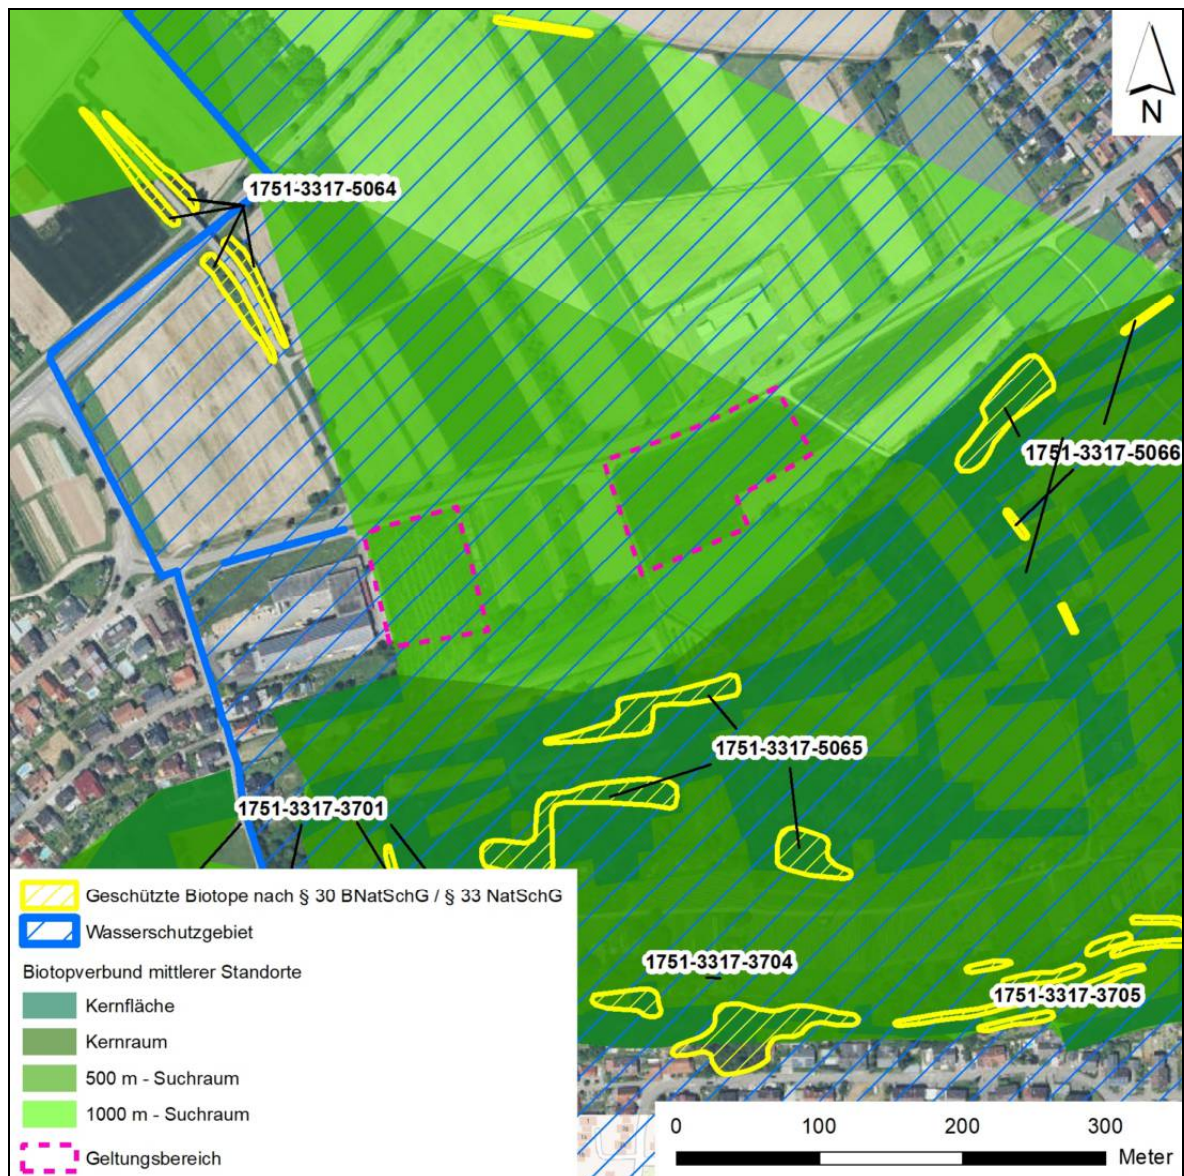 N
1751-3317-5064
1751-3317-5066
1751-3317-5065
1751-3317-3701
Geschützte Biotope nach § 30 BNatSchG / § 33 NatSchG
Wasserschutzgebiet
Biotopverbund mittlerer Standorte
Kernfläche
Kernraum
500 m - Suchraum
1000 m - Suchraum
Geltungsbereich
1751-3317-3704
1751-3317-3705
0 100 200 300
Meter